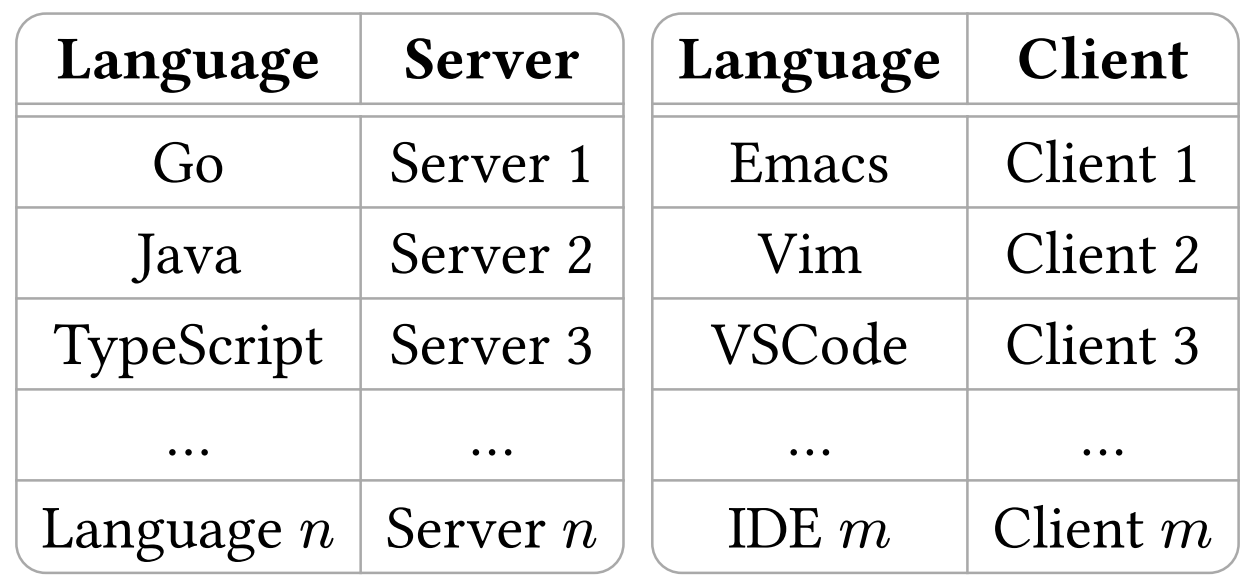 Language Server Language Client
Go Server 1 Emacs Client 1
Java Server 2 Vim Client 2
TypeScript Server 3 VSCode Client 3
... ... ... ...
Language n Server n IDE m Client m